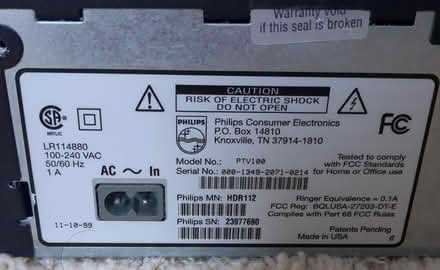 Warranty void
if this seal is broken
CAUTION
RISK OF ELECTRIC SHOCK
DO NOT OPEN
PHILIPS
Philips Consumer Electronics
P.O. Box 14810
Knoxville, TN 37914-1810
FC
LR114880
100-240 VAC
50/60 Hz
1 A
AC ~ In
11-10-99
Model No.: PTV100
Serial No.: 000-1349-2071-0214
Tested to comply
with FCC Standards
for Home or Office use
Philips MN: HDR112
Philips SN: 23977690
Ringer Equivalence = 0.1A
FCC Reg: BQLUSA-27203-DT-E
Complies with Part 68 FCC Rules
Patents Pending
Made in USA